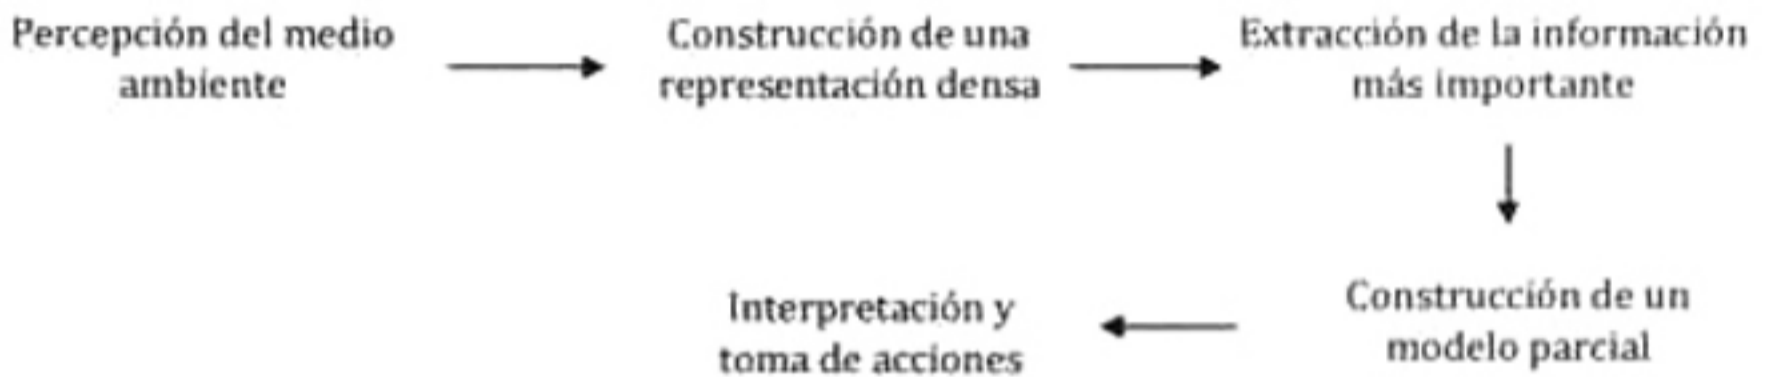 Percepción del medio
ambiente
Construcción de una
representación densa
Extracción de la información
más importante
Construcción de un
modelo parcial
Interpretación y
toma de acciones